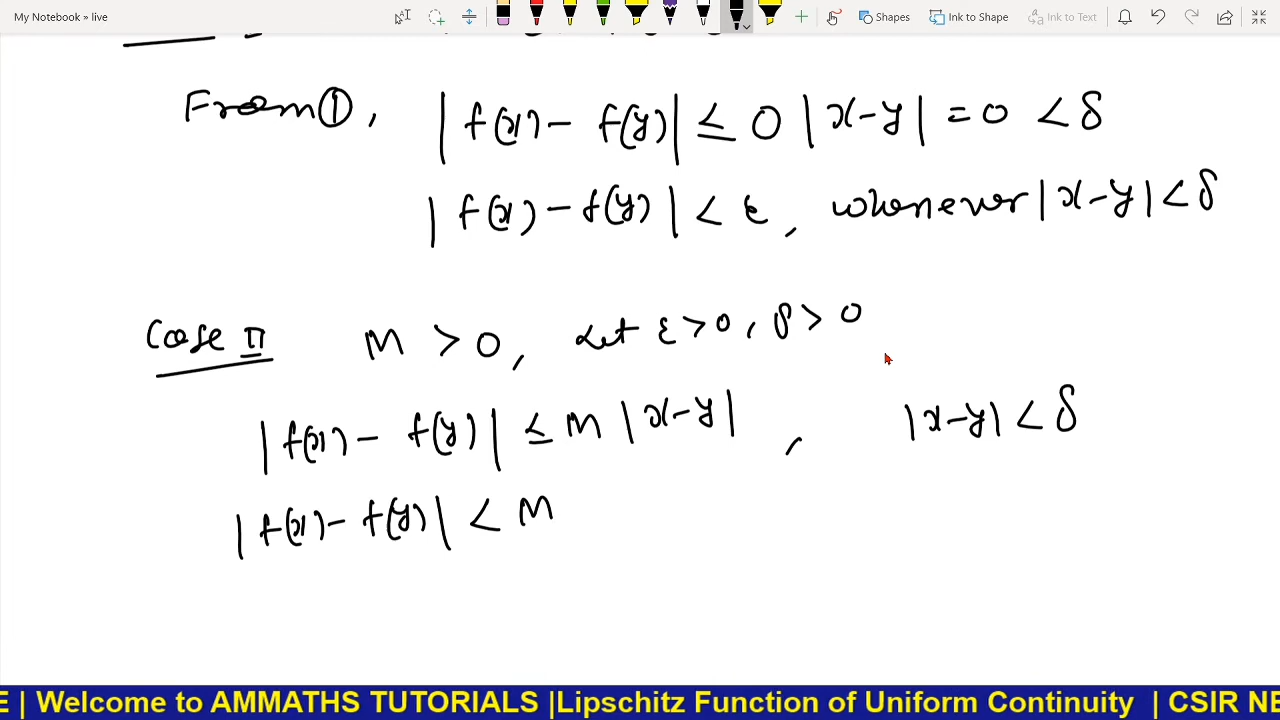 My Notebook » live
Shapes Ink to Shape Ink to Text
From ①, |f(x) - f(y)| ≤ 0 |x-y| = 0 < δ
|f(x) - f(y)| < ε, whenever |x-y| < δ
Case II M > 0, Let ε > 0, δ > 0
|f(x) - f(y)| ≤ M |x-y| , |x-y| < δ
|f(x) - f(y)| < M
E | Welcome to AMMATHS TUTORIALS |Lipschitz Function of Uniform Continuity | CSIR NE